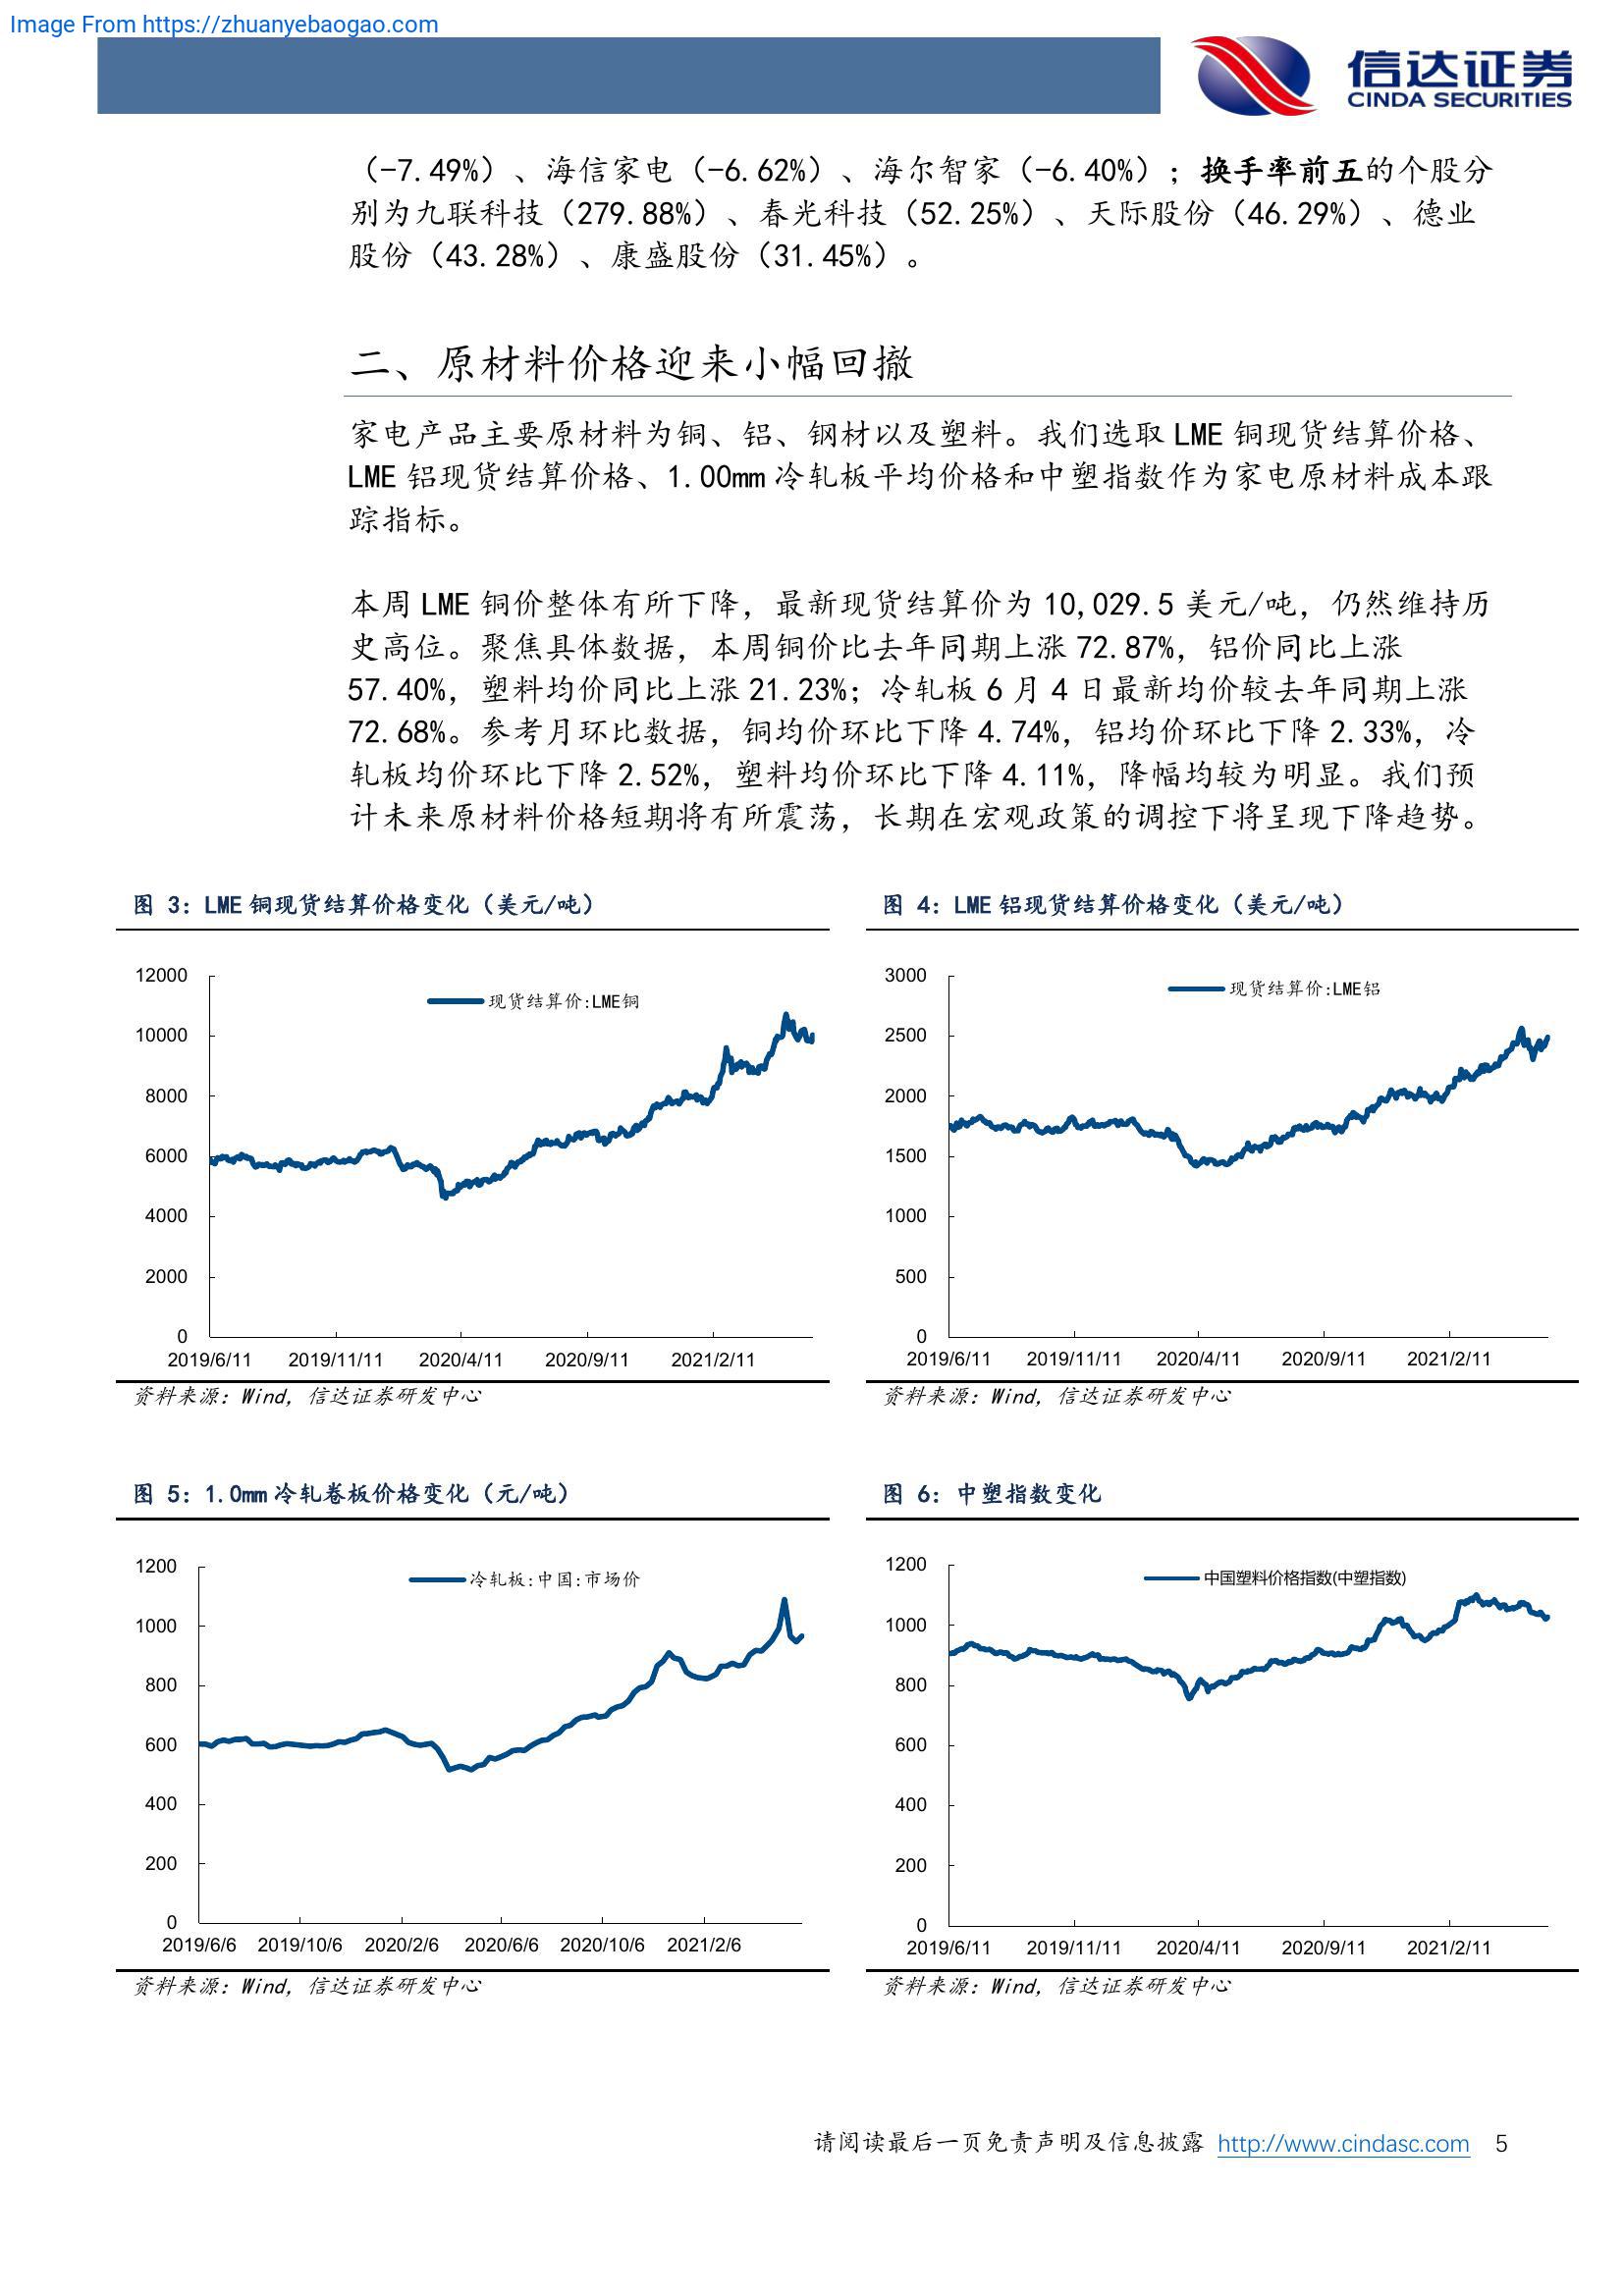 Image From https://zhuanyebaogao.com
信达证券
CINDA SECURITIES
（-7.49%）、海信家电（-6.62%）、海尔智家（-6.40%）；换手率前五的个股分
别为九联科技（279.88%）、春光科技（52.25%）、天际股份（46.29%）、德业
股份（43.28%）、康盛股份（31.45%）。
二、原材料价格迎来小幅回撤
家电产品主要原材料为铜、铝、钢材以及塑料。我们选取 LME 铜现货结算价格、
LME 铝现货结算价格、1.00mm 冷轧板平均价格和中塑指数作为家电原材料成本跟
踪指标。
本周 LME 铜价整体有所下降，最新现货结算价为 10,029.5 美元/吨，仍然维持历
史高位。聚焦具体数据，本周铜价比去年同期上涨 72.87%，铝价同比上涨
57.40%，塑料均价同比上涨 21.23%；冷轧板 6 月 4 日最新均价较去年同期上涨
72.68%。参考月环比数据，铜均价环比下降 4.74%，铝均价环比下降 2.33%，冷
轧板均价环比下降 2.52%，塑料均价环比下降 4.11%，降幅均较为明显。我们预
计未来原材料价格短期将有所震荡，长期在宏观政策的调控下将呈现下降趋势。
图 3：LME 铜现货结算价格变化（美元/吨）
12000
10000
8000
6000
4000
2000
0
现货结算价:LME铜
2019/6/11 2019/11/11 2020/4/11 2020/9/11 2021/2/11
资料来源：Wind，信达证券研发中心
图 4：LME 铝现货结算价格变化（美元/吨）
3000
2500
2000
1500
1000
500
0
现货结算价:LME铝
2019/6/11 2019/11/11 2020/4/11 2020/9/11 2021/2/11
资料来源：Wind，信达证券研发中心
图 5：1.0mm 冷轧卷板价格变化（元/吨）
1200
1000
800
600
400
200
0
冷轧板:中国:市场价
2019/6/6 2019/10/6 2020/2/6 2020/6/6 2020/10/6 2021/2/6
资料来源：Wind，信达证券研发中心
图 6：中塑指数变化
1200
1000
800
600
400
200
0
中国塑料价格指数(中塑指数)
2019/6/11 2019/11/11 2020/4/11 2020/9/11 2021/2/11
资料来源：Wind，信达证券研发中心
请阅读最后一页免责声明及信息披露 http://www.cindasc.com 5